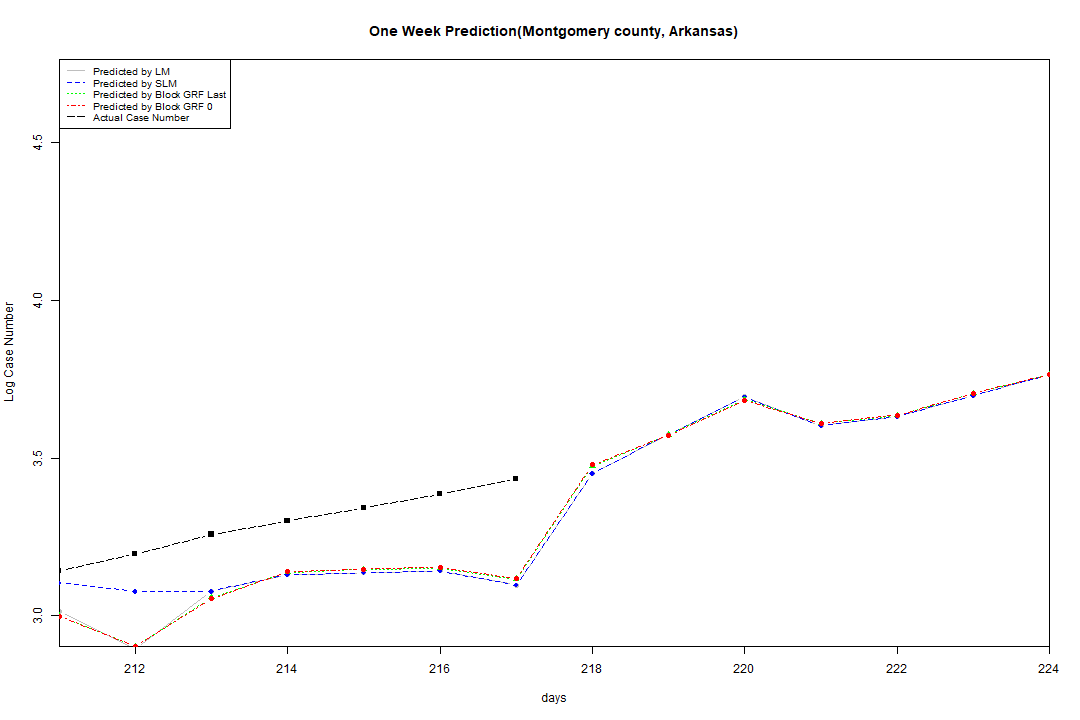 One Week Prediction(Montgomery county, Arkansas)
Predicted by LM
Predicted by SLM
Predicted by Block GRF Last
Predicted by Block GRF 0
Actual Case Number
4.5
4.0
3.5
3.0
Log Case Number
212 214 216 218 220 222 224
days